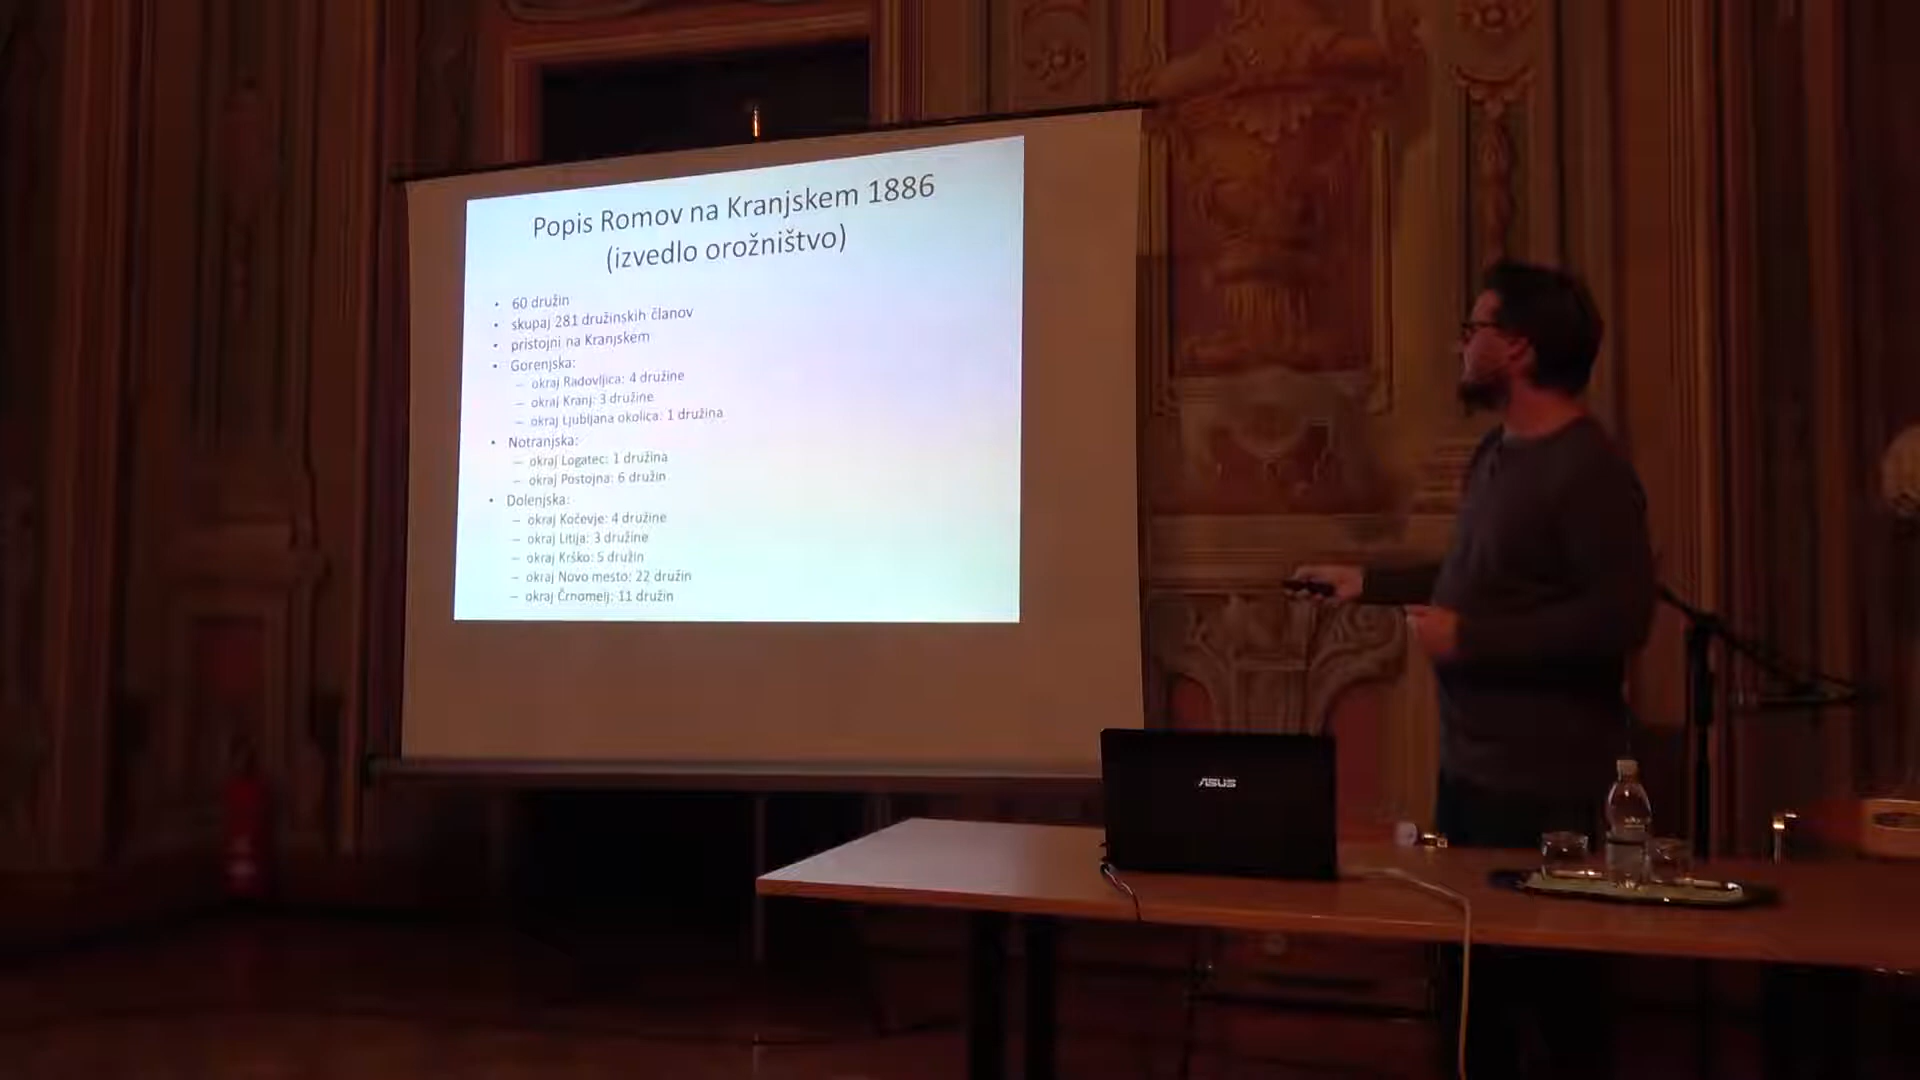 Popis Romov na Kranjskem 1886
(izvedlo orožništvo)
• 60 družin
• skupaj 281 družinskih članov
• pristojni na Kranjskem
• Gorenjska:
– okraj Radovljica: 4 družine
– okraj Kranj: 3 družine
– okraj Ljubljana okolica: 1 družina
• Notranjska:
– okraj Logatec: 1 družina
– okraj Postojna: 6 družin
• Dolenjska:
– okraj Kočevje: 4 družine
– okraj Litija: 3 družine
– okraj Krško: 5 družin
– okraj Novo mesto: 22 družin
– okraj Črnomelj: 11 družin
ASUS